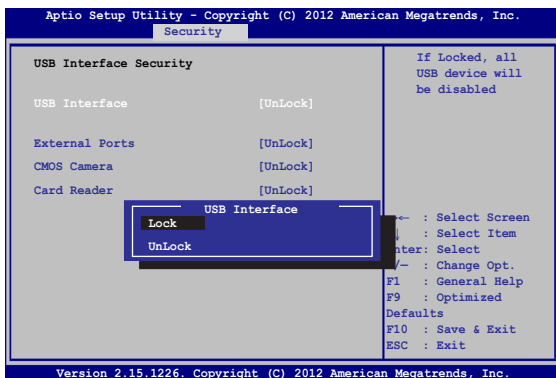 Aptio Setup Utility - Copyright (C) 2012 American Megatrends, Inc.
Security
USB Interface Security
USB Interface [UnLock]
External Ports [UnLock]
CMOS Camera [UnLock]
Card Reader [UnLock]
USB Interface
Lock
UnLock
If Locked, all
USB device will
be disabled
: Select Screen
: Select Item
: Select
: Change Opt.
F1 : General Help
F9 : Optimized
Defaults
F10 : Save & Exit
ESC : Exit
Version 2.15.1226. Copyright (C) 2012 American Megatrends, Inc.